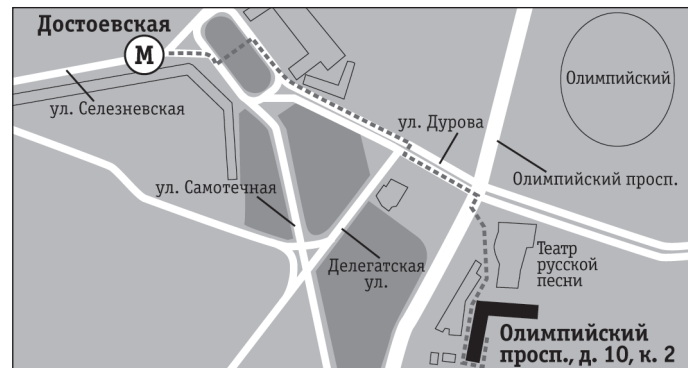 Достоевская
М
ул. Селезневская
Олимпийский
ул. Дурова
ул. Самотечная
Олимпийский просп.
Делегатская
ул.
Театр
русской
песни
Олимпийский
просп., д. 10, к. 2